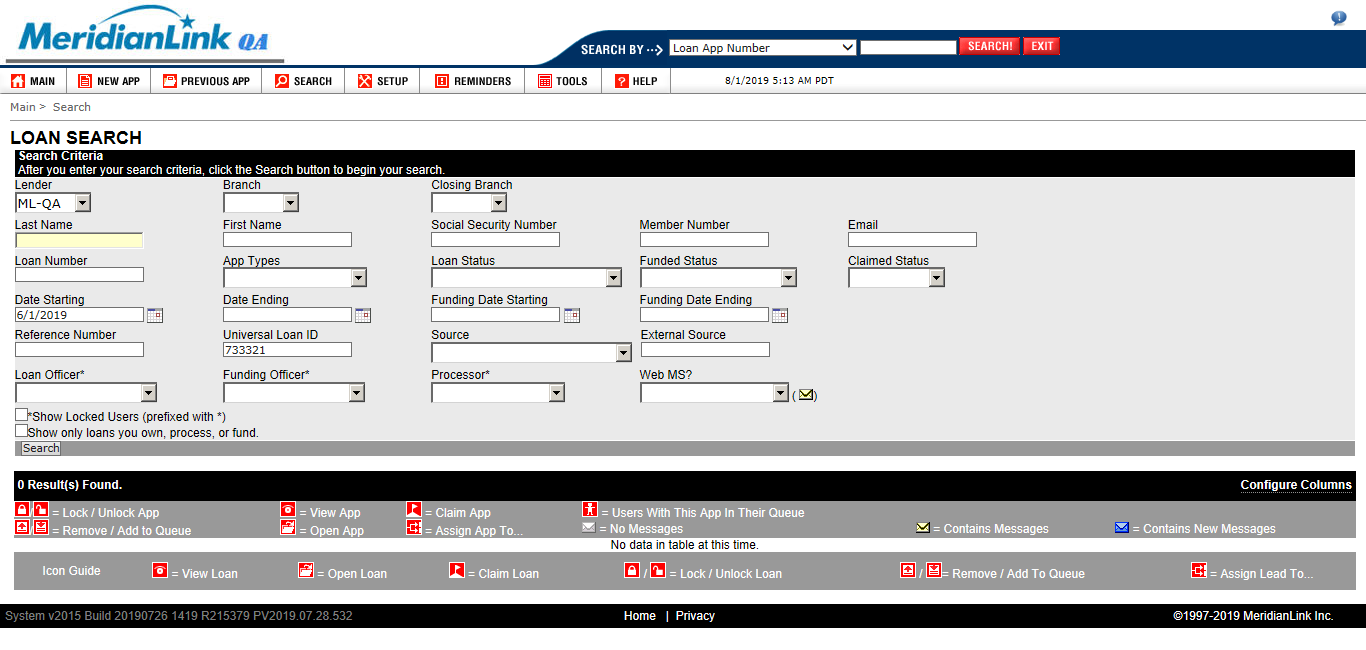 MeridianLink QA
SEARCH BY --> Loan App Number SEARCH! EXIT
MAIN NEW APP PREVIOUS APP SEARCH SETUP REMINDERS TOOLS HELP 8/1/2019 5:13 AM PDT
Main > Search
LOAN SEARCH
Search Criteria
After you enter your search criteria, click the Search button to begin your search.
Lender Branch Closing Branch
ML-QA
Last Name First Name Social Security Number Member Number Email
Loan Number App Types Loan Status Funded Status Claimed Status
Date Starting Date Ending Funding Date Starting Funding Date Ending
6/1/2019
Reference Number Universal Loan ID Source External Source
733321
Loan Officer* Funding Officer* Processor* Web MS?
( )
*Show Locked Users (prefixed with *)
Show only loans you own, process, or fund.
Search
0 Result(s) Found. Configure Columns
/ = Lock / Unlock App = View App = Claim App = Users With This App In Their Queue
/ = Remove / Add to Queue = Open App = Assign App To... = No Messages = Contains Messages = Contains New Messages
No data in table at this time.
Icon Guide = View Loan = Open Loan = Claim Loan / = Lock / Unlock Loan / = Remove / Add To Queue = Assign Lead To...
System v2015 Build 20190726 1419 R215379 PV2019.07.28.532 Home | Privacy ©1997-2019 MeridianLink Inc.